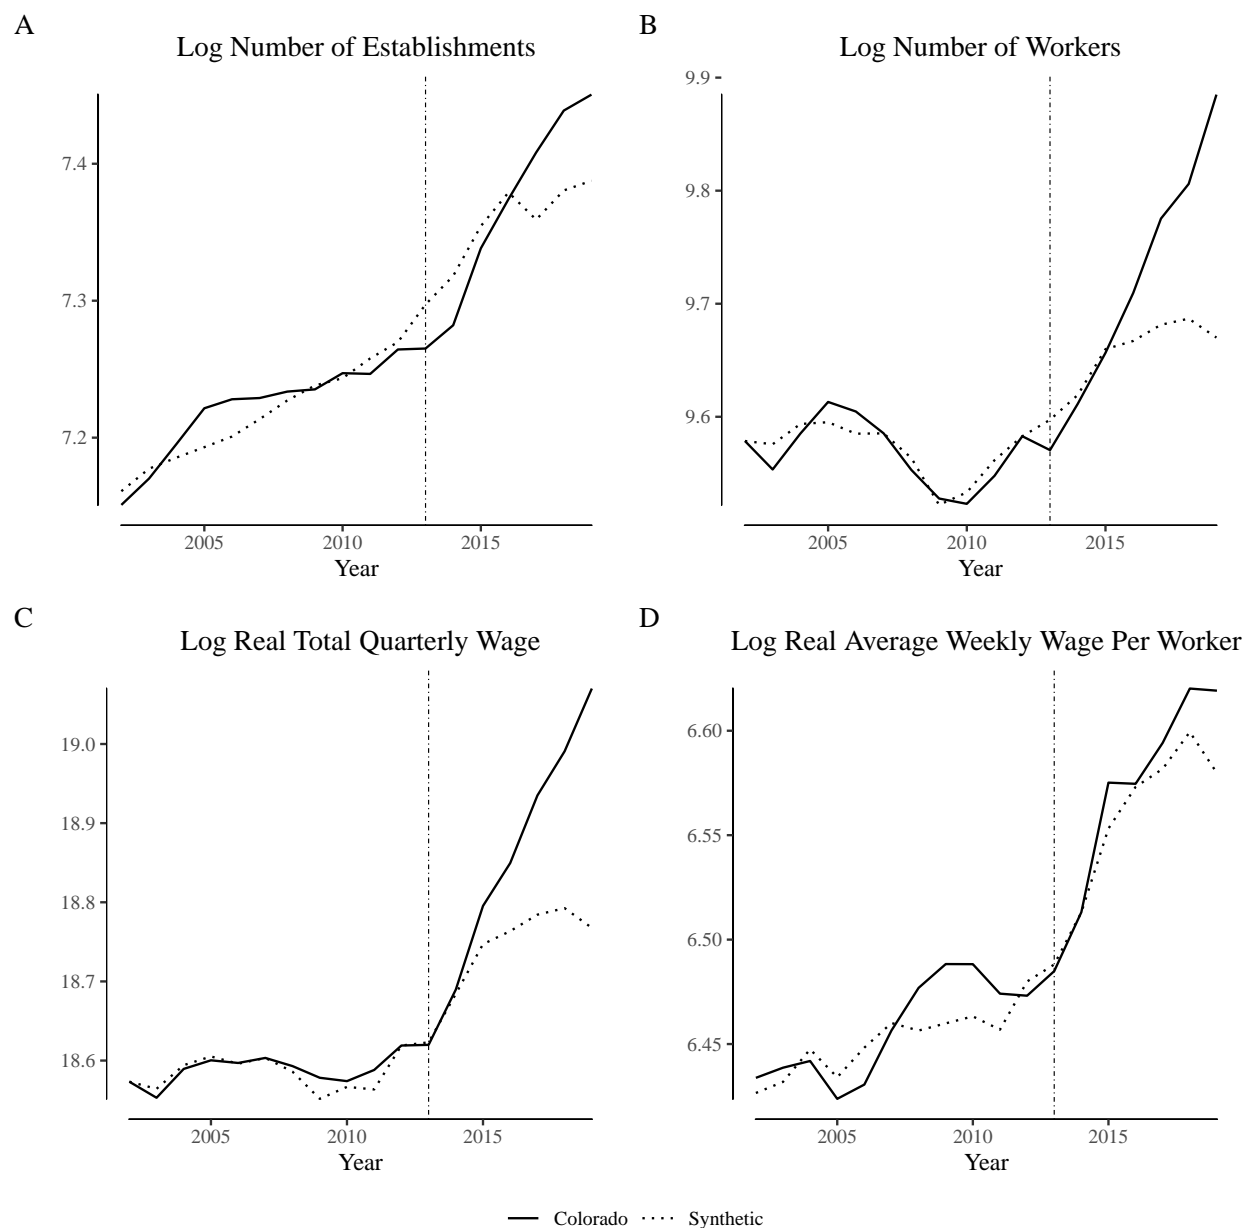 A
Log Number of Establishments
7.4
7.3
7.2
2005 2010 2015
Year
B
Log Number of Workers
9.9
9.8
9.7
9.6
2005 2010 2015
Year
C
Log Real Total Quarterly Wage
19.0
18.9
18.8
18.7
18.6
2005 2010 2015
Year
D
Log Real Average Weekly Wage Per Worker
6.60
6.55
6.50
6.45
2005 2010 2015
Year
Colorado Synthetic